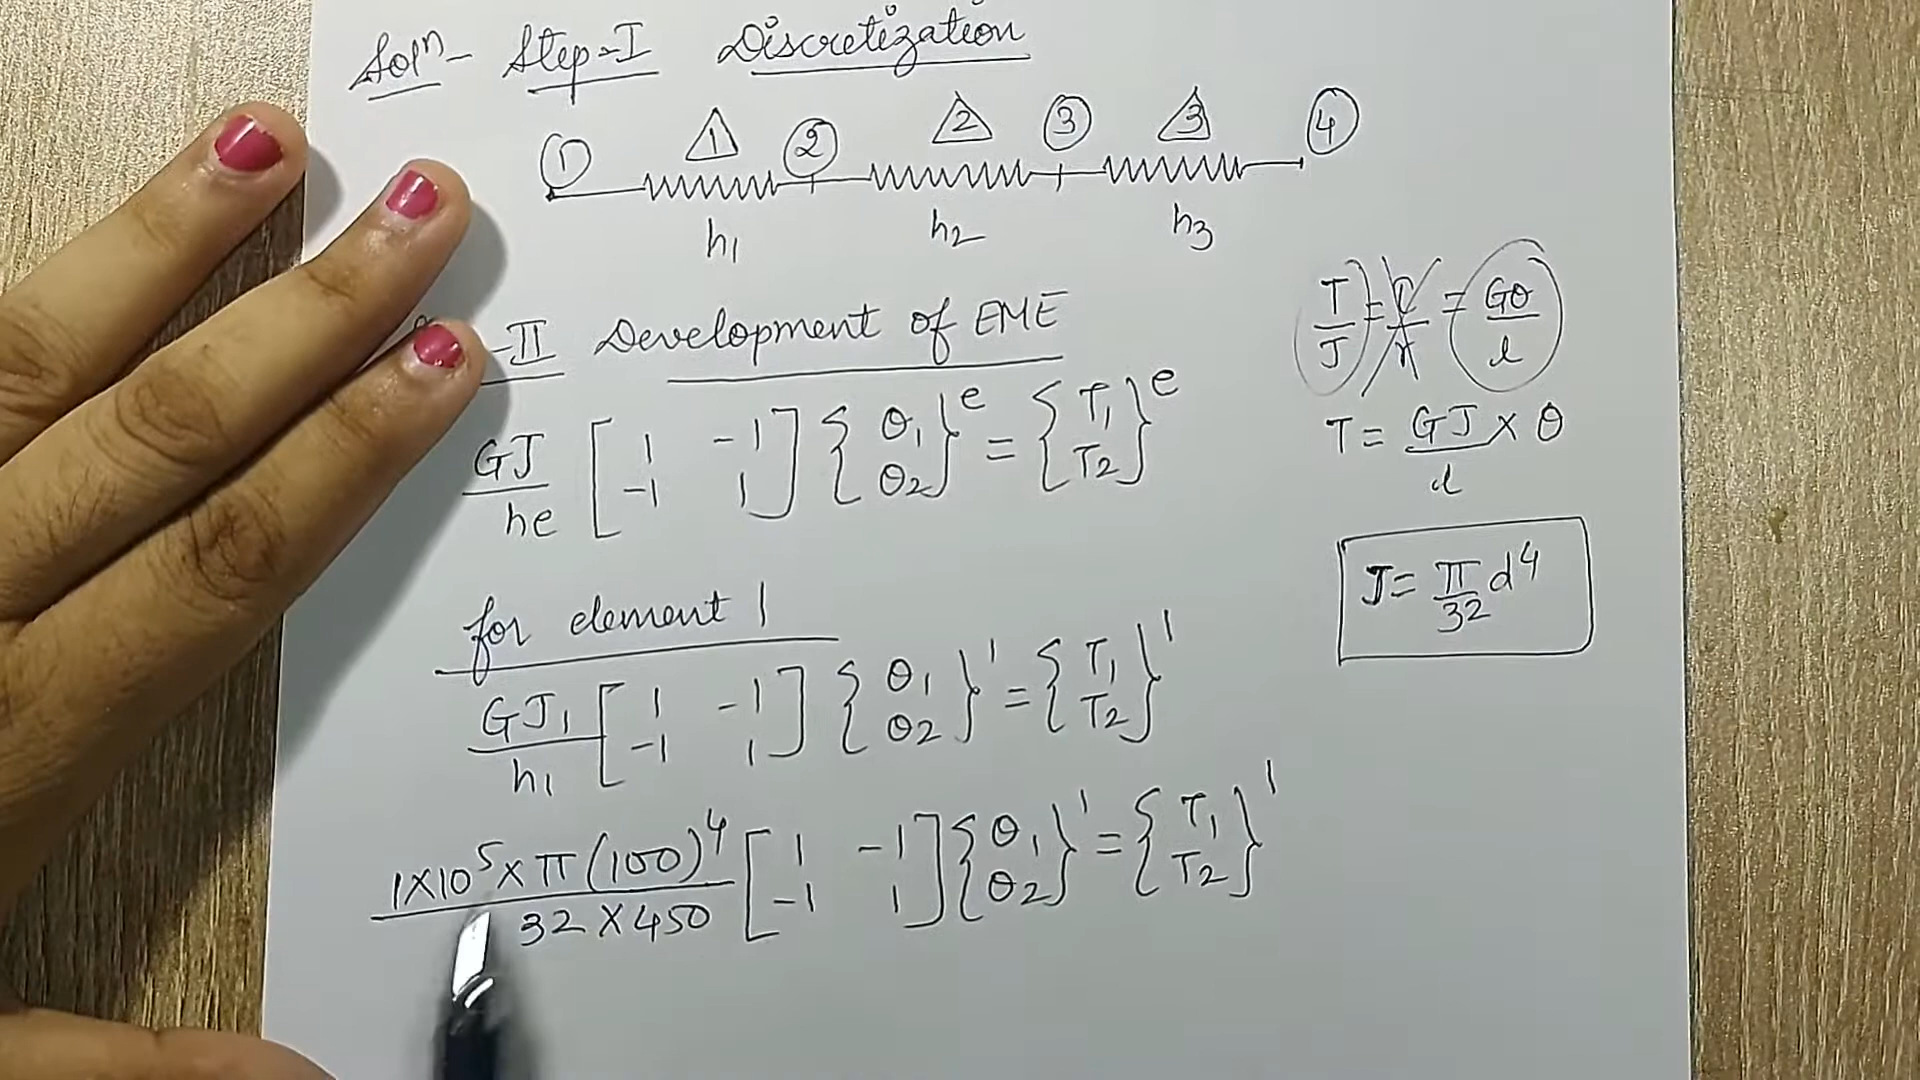 Solⁿ- Step-I Discretization
1 △1 2 △2 3 △3 4
h₁ h₂ h₃
-II Development of EME
GJ/he [1 -1; -1 1] {θ₁; θ₂}ᵉ = {T₁; T₂}ᵉ
for element 1
GJ₁/h₁ [1 -1; -1 1] {θ₁; θ₂}¹ = {T₁; T₂}¹
1×10⁵×π(100)⁴/32×450 [1 -1; -1 1] {θ₁; θ₂}¹ = {T₁; T₂}¹
T/J = = Gθ/l
T = GJ/l × θ
J = π/32 d⁴